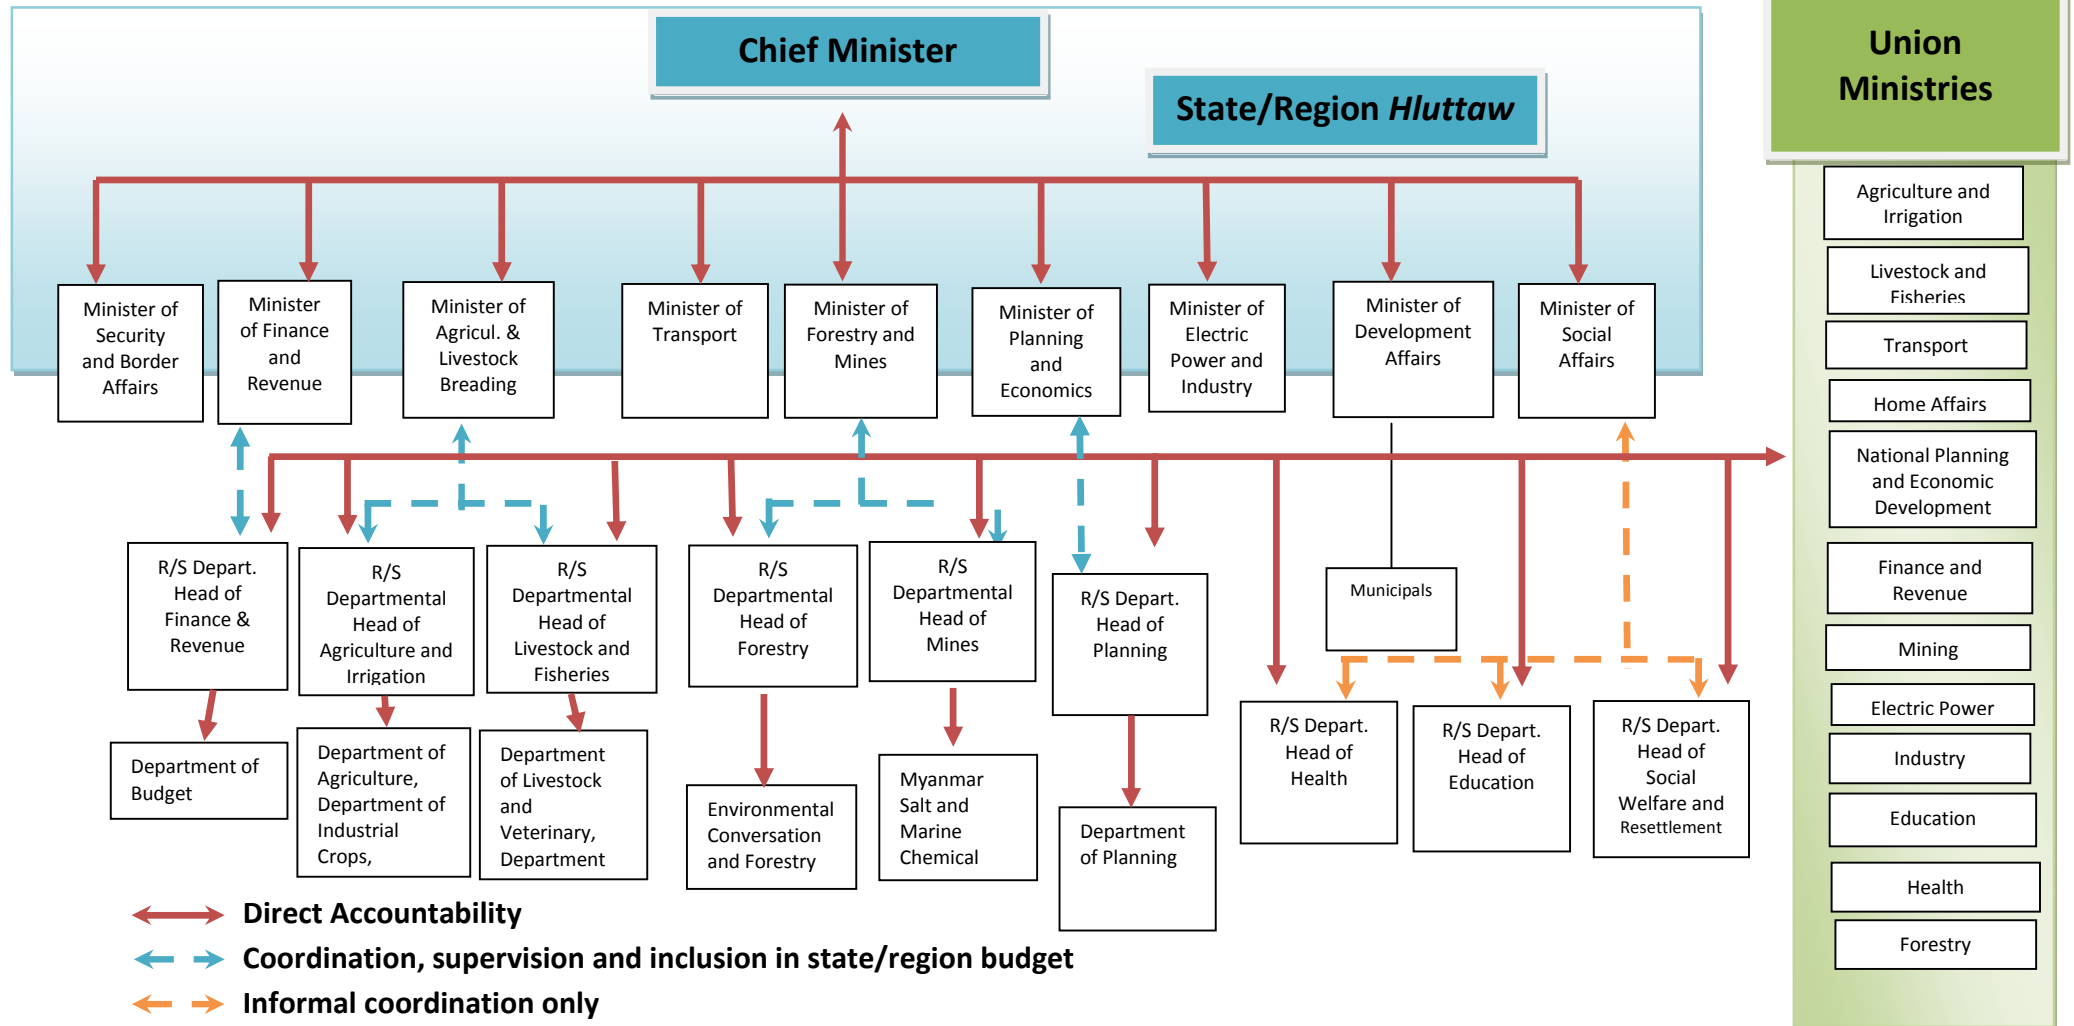 Chief Minister
State/Region Hluttaw
Union
Ministries
Minister of
Security
and Border
Affairs
Minister
of Finance
and
Revenue
Minister of
Agricul. &
Livestock
Breading
Minister of
Transport
Minister of
Forestry and
Mines
Minister of
Planning
and
Economics
Minister of
Electric
Power and
Industry
Minister of
Development
Affairs
Minister of
Social
Affairs
R/S Depart.
Head of
Finance &
Revenue
R/S
Departmental
Head of
Agriculture and
Irrigation
R/S
Departmental
Head of
Livestock and
Fisheries
R/S
Departmental
Head of
Forestry
R/S
Departmental
Head of
Mines
R/S Depart.
Head of
Planning
Municipals
R/S Depart.
Head of
Health
R/S Depart.
Head of
Education
R/S Depart.
Head of
Social
Welfare and
Resettlement
Department of
Budget
Department of
Agriculture,
Department of
Industrial
Crops,
Department
of Livestock
and
Veterinary,
Department
Environmental
Conversation
and Forestry
Myanmar
Salt and
Marine
Chemical
Department
of Planning
Agriculture and
Irrigation
Livestock and
Fisheries
Transport
Home Affairs
National Planning
and Economic
Development
Finance and
Revenue
Mining
Electric Power
Industry
Education
Health
Forestry
Direct Accountability
Coordination, supervision and inclusion in state/region budget
Informal coordination only